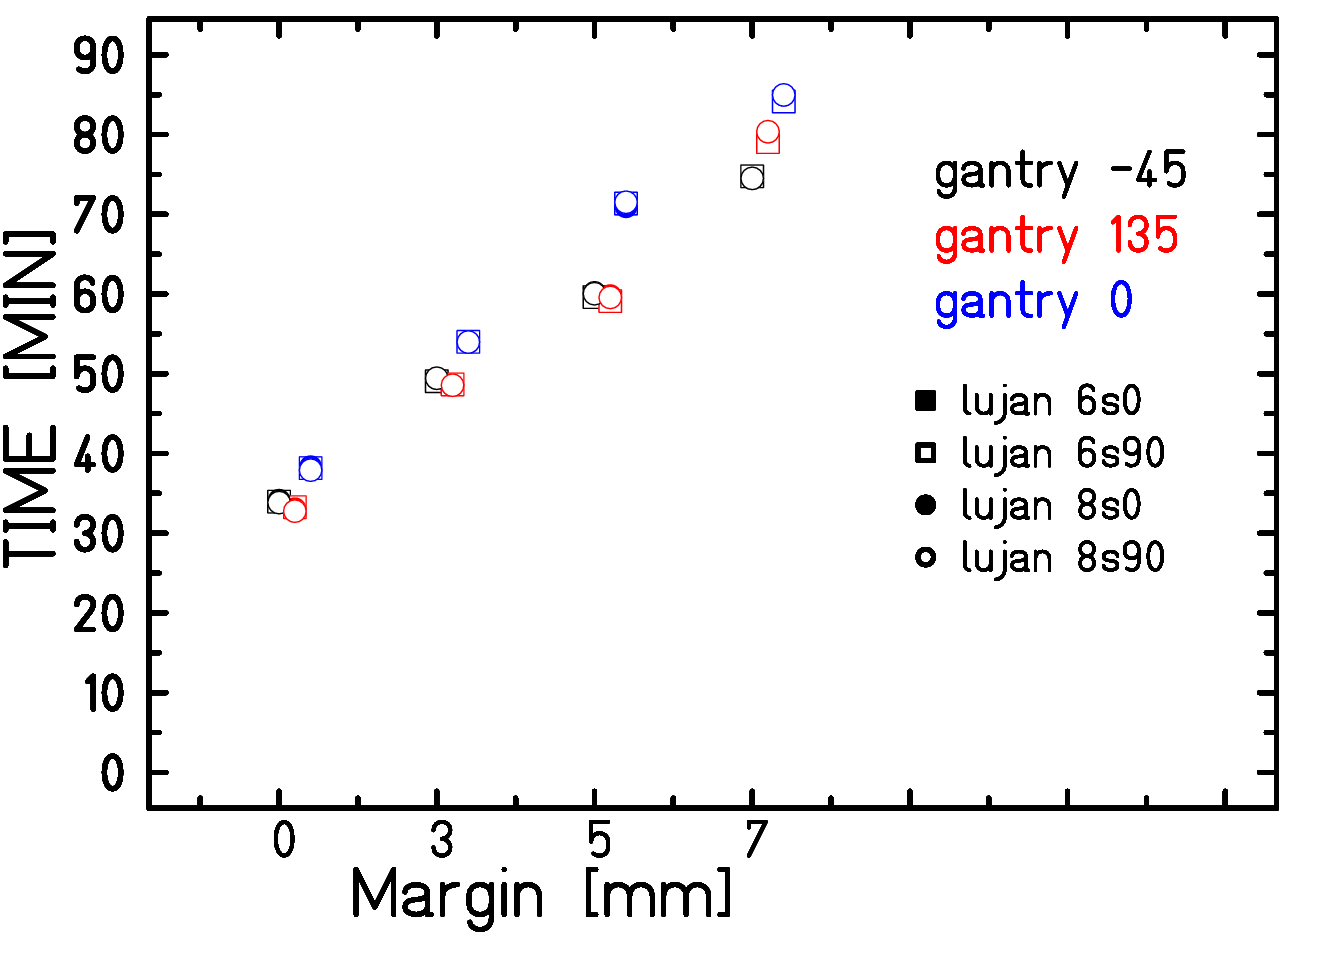 TIME [MIN]
90
80
70
60
50
40
30
20
10
0
gantry -45
gantry 135
gantry 0
lujan 6s0
lujan 6s90
lujan 8s0
lujan 8s90
0 3 5 7
Margin [mm]